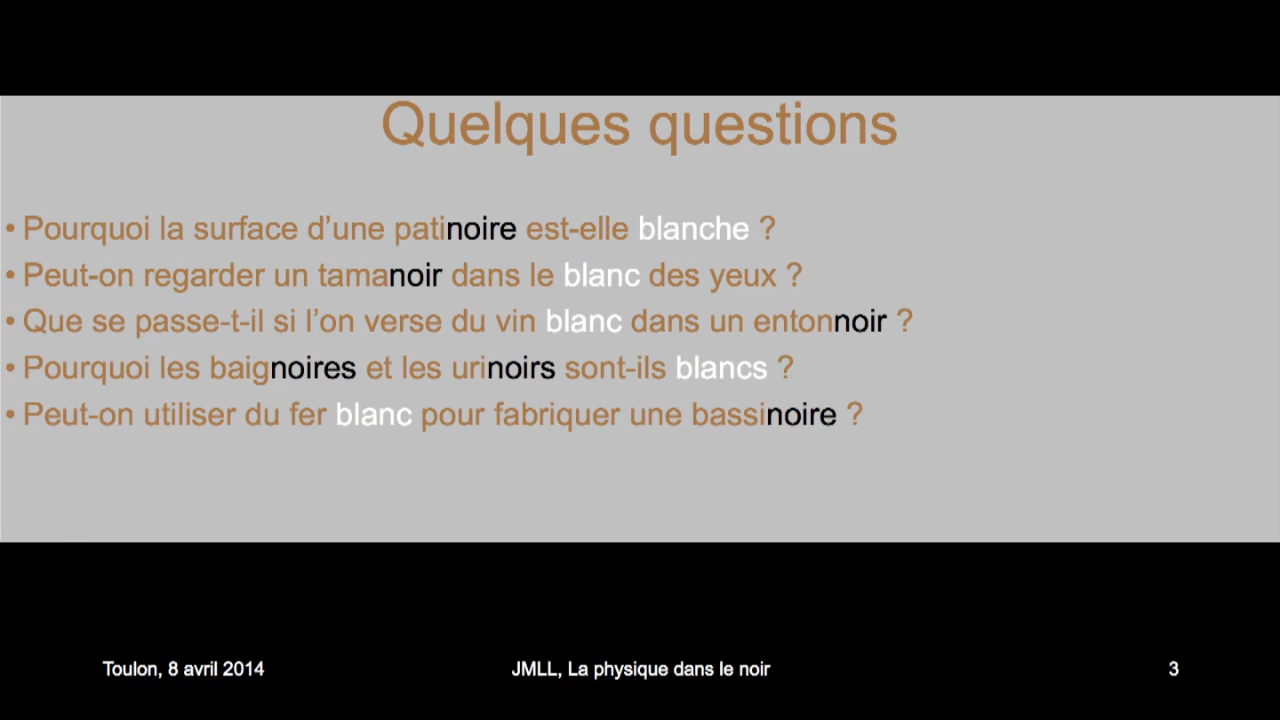 Quelques questions
• Pourquoi la surface d’une patinoire est-elle blanche ?
• Peut-on regarder un tamanoir dans le blanc des yeux ?
• Que se passe-t-il si l’on verse du vin blanc dans un entonnoir ?
• Pourquoi les baignoires et les urinoirs sont-ils blancs ?
• Peut-on utiliser du fer blanc pour fabriquer une bassinoire ?
Toulon, 8 avril 2014
JMLL, La physique dans le noir
3